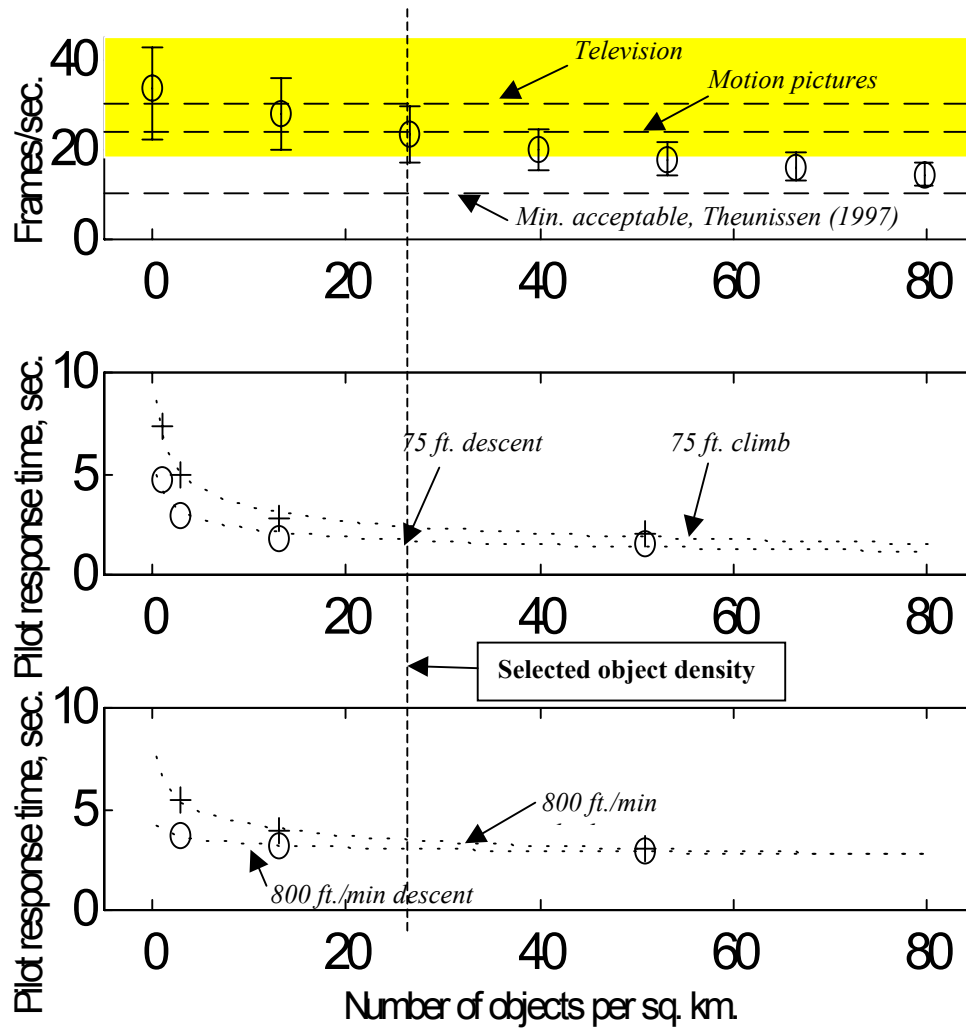 Frames/sec.
40
20
0
Television
Motion pictures
Min. acceptable, Theunissen (1997)
0 20 40 60 80
Pilot response time, sec.
10
5
0
75 ft. descent
75 ft. climb
0 20 40 60 80
Selected object density
Pilot response time, sec.
10
5
0
800 ft./min
800 ft./min descent
0 20 40 60 80
Number of objects per sq. km.